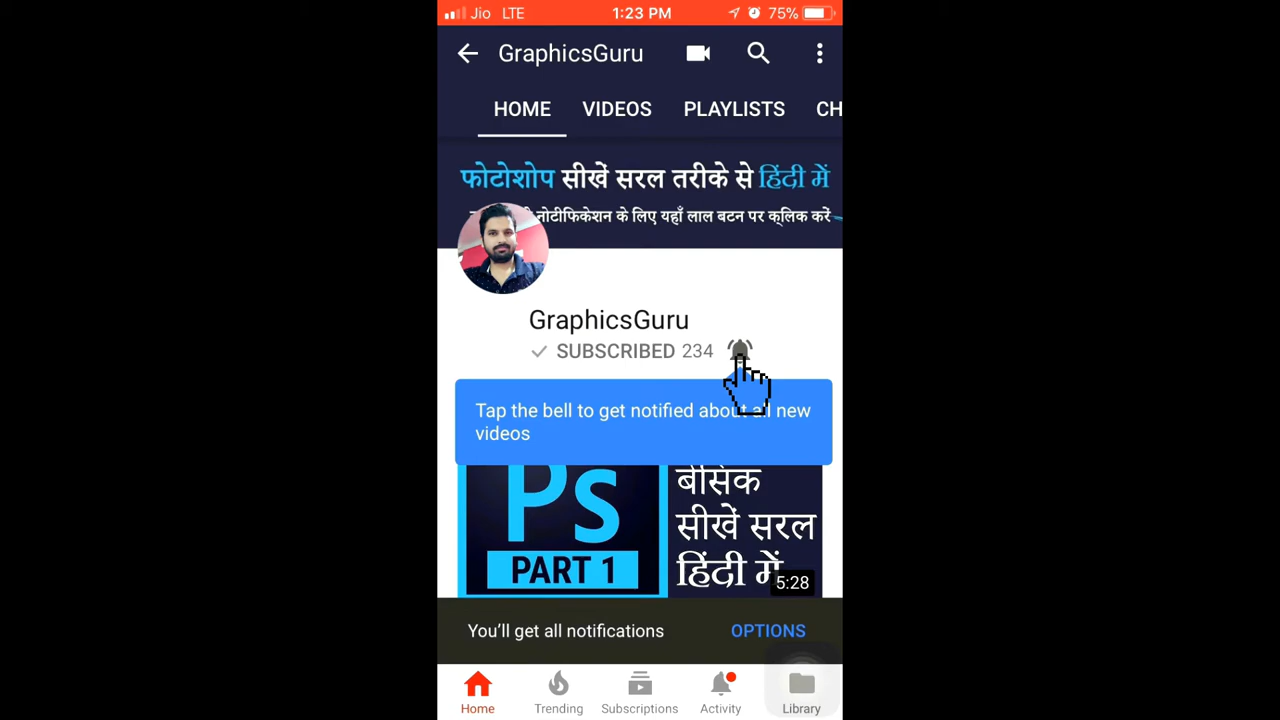 Jio LTE 1:23 PM 75%
GraphicsGuru
HOME VIDEOS PLAYLISTS CH
फोटोशोप सीखें सरल तरीके से हिंदी में
नोटीफिकेशन के लिए यहाँ लाल बटन पर क्लिक करें
GraphicsGuru
SUBSCRIBED 234
Tap the bell to get notified about all new
videos
Ps
PART 1
बेसिक
सीखें सरल
हिंदी में
5:28
You'll get all notifications OPTIONS
Home Trending Subscriptions Activity Library